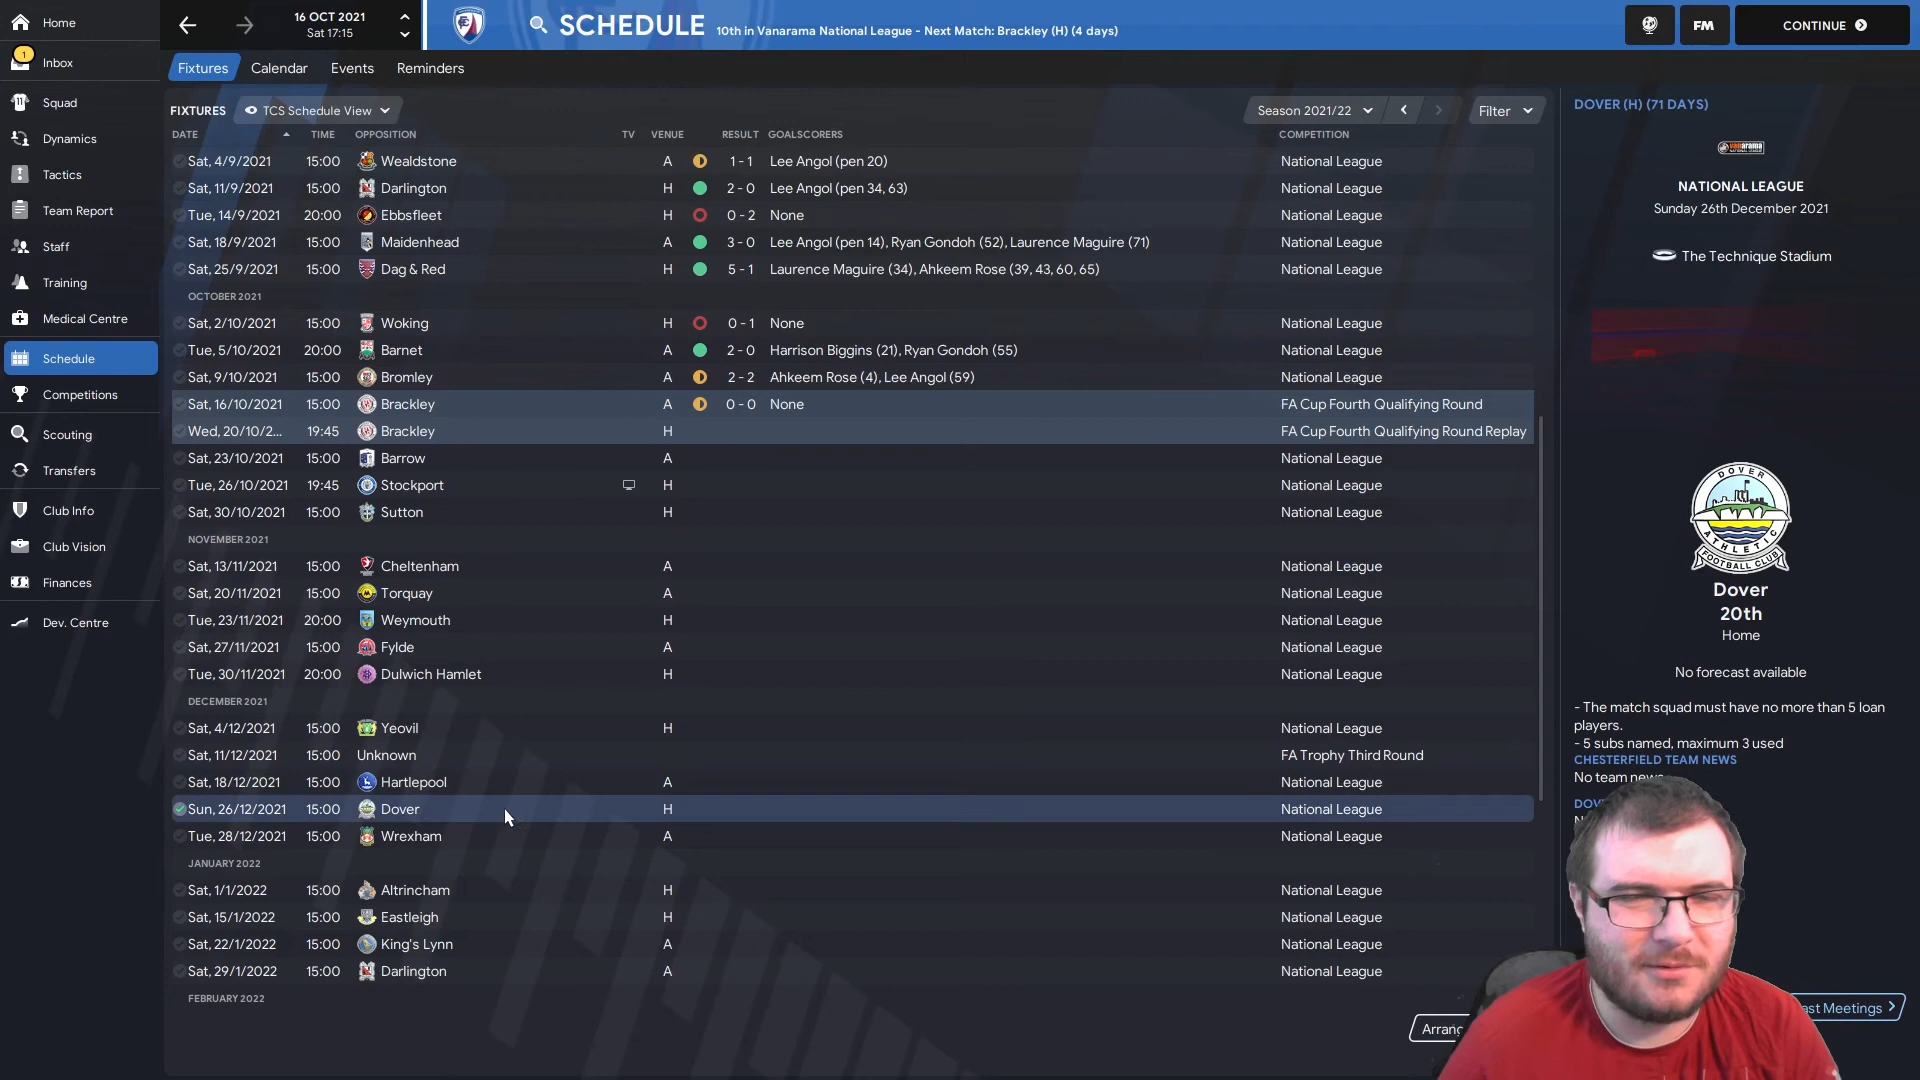 Home
16 OCT 2021
Sat 17:15
SCHEDULE
10th in Vanarama National League - Next Match: Brackley (H) (4 days)
FM
CONTINUE
1
Inbox
Squad
Dynamics
Tactics
Team Report
Staff
Training
Medical Centre
Schedule
Competitions
Scouting
Transfers
Club Info
Club Vision
Finances
Dev. Centre
Fixtures Calendar Events Reminders
FIXTURES TCS Schedule View Season 2021/22 Filter
DATE TIME OPPOSITION TV VENUE RESULT GOALSCORERS COMPETITION
Sat, 4/9/2021 15:00 Wealdstone A 1 - 1 Lee Angol (pen 20) National League
Sat, 11/9/2021 15:00 Darlington H 2 - 0 Lee Angol (pen 34, 63) National League
Tue, 14/9/2021 20:00 Ebbsfleet H 0 - 2 None National League
Sat, 18/9/2021 15:00 Maidenhead A 3 - 0 Lee Angol (pen 14), Ryan Gondoh (52), Laurence Maguire (71) National League
Sat, 25/9/2021 15:00 Dag & Red H 5 - 1 Laurence Maguire (34), Ahkeem Rose (39, 43, 60, 65) National League
OCTOBER 2021
Sat, 2/10/2021 15:00 Woking H 0 - 1 None National League
Tue, 5/10/2021 20:00 Barnet A 2 - 0 Harrison Biggins (21), Ryan Gondoh (55) National League
Sat, 9/10/2021 15:00 Bromley A 2 - 2 Ahkeem Rose (4), Lee Angol (59) National League
Sat, 16/10/2021 15:00 Brackley A 0 - 0 None FA Cup Fourth Qualifying Round
Wed, 20/10/2... 19:45 Brackley H FA Cup Fourth Qualifying Round Replay
Sat, 23/10/2021 15:00 Barrow A National League
Tue, 26/10/2021 19:45 Stockport H National League
Sat, 30/10/2021 15:00 Sutton H National League
NOVEMBER 2021
Sat, 13/11/2021 15:00 Cheltenham A National League
Sat, 20/11/2021 15:00 Torquay A National League
Tue, 23/11/2021 20:00 Weymouth H National League
Sat, 27/11/2021 15:00 Fylde A National League
Tue, 30/11/2021 20:00 Dulwich Hamlet H National League
DECEMBER 2021
Sat, 4/12/2021 15:00 Yeovil H National League
Sat, 11/12/2021 15:00 Unknown FA Trophy Third Round
Sat, 18/12/2021 15:00 Hartlepool A National League
Sun, 26/12/2021 15:00 Dover H National League
Tue, 28/12/2021 15:00 Wrexham A National League
JANUARY 2022
Sat, 1/1/2022 15:00 Altrincham H National League
Sat, 15/1/2022 15:00 Eastleigh H National League
Sat, 22/1/2022 15:00 King's Lynn A National League
Sat, 29/1/2022 15:00 Darlington A National League
FEBRUARY 2022
Arrang
DOVER (H) (71 DAYS)
NATIONAL LEAGUE
Sunday 26th December 2021
The Technique Stadium
DOVER
ATHLETIC
FOOTBALL CLUB
Dover
20th
Home
No forecast available
- The match squad must have no more than 5 loan
players.
- 5 subs named, maximum 3 used
CHESTERFIELD TEAM NEWS
No team news
DOV
ast Meetings